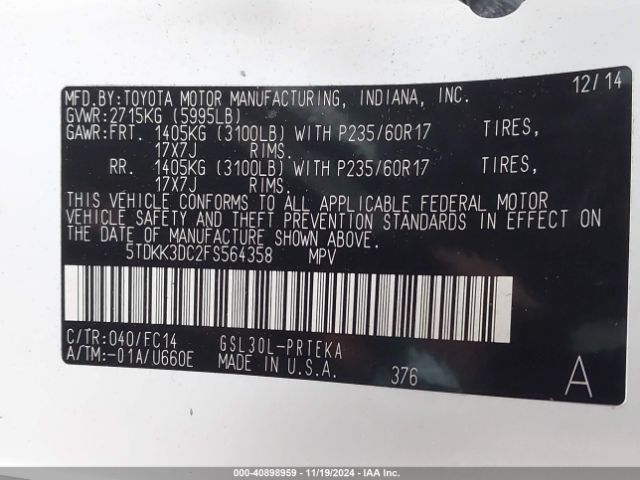 12/14
MFD.BY:TOYOTA MOTOR MANUFACTURING, INDIANA, INC.
GVWR:2715KG (5995LB)
GAWR:FRT. 1405KG (3100LB) WITH P235/60R17 TIRES,
17X7J RIMS.
RR. 1405KG (3100LB) WITH P235/60R17 TIRES,
17X7J RIMS.
THIS VEHICLE CONFORMS TO ALL APPLICABLE FEDERAL MOTOR
VEHICLE SAFETY AND THEFT PREVENTION STANDARDS IN EFFECT ON
THE DATE OF MANUFACTURE SHOWN ABOVE.
5TDKK3DC2FS564358 MPV
C/TR:040/FC14 GSL30L-PRTEKA
A/TM:-01A/U660E MADE IN U.S.A.
376 A
000-40898959 - 11/19/2024 - IAA Inc.